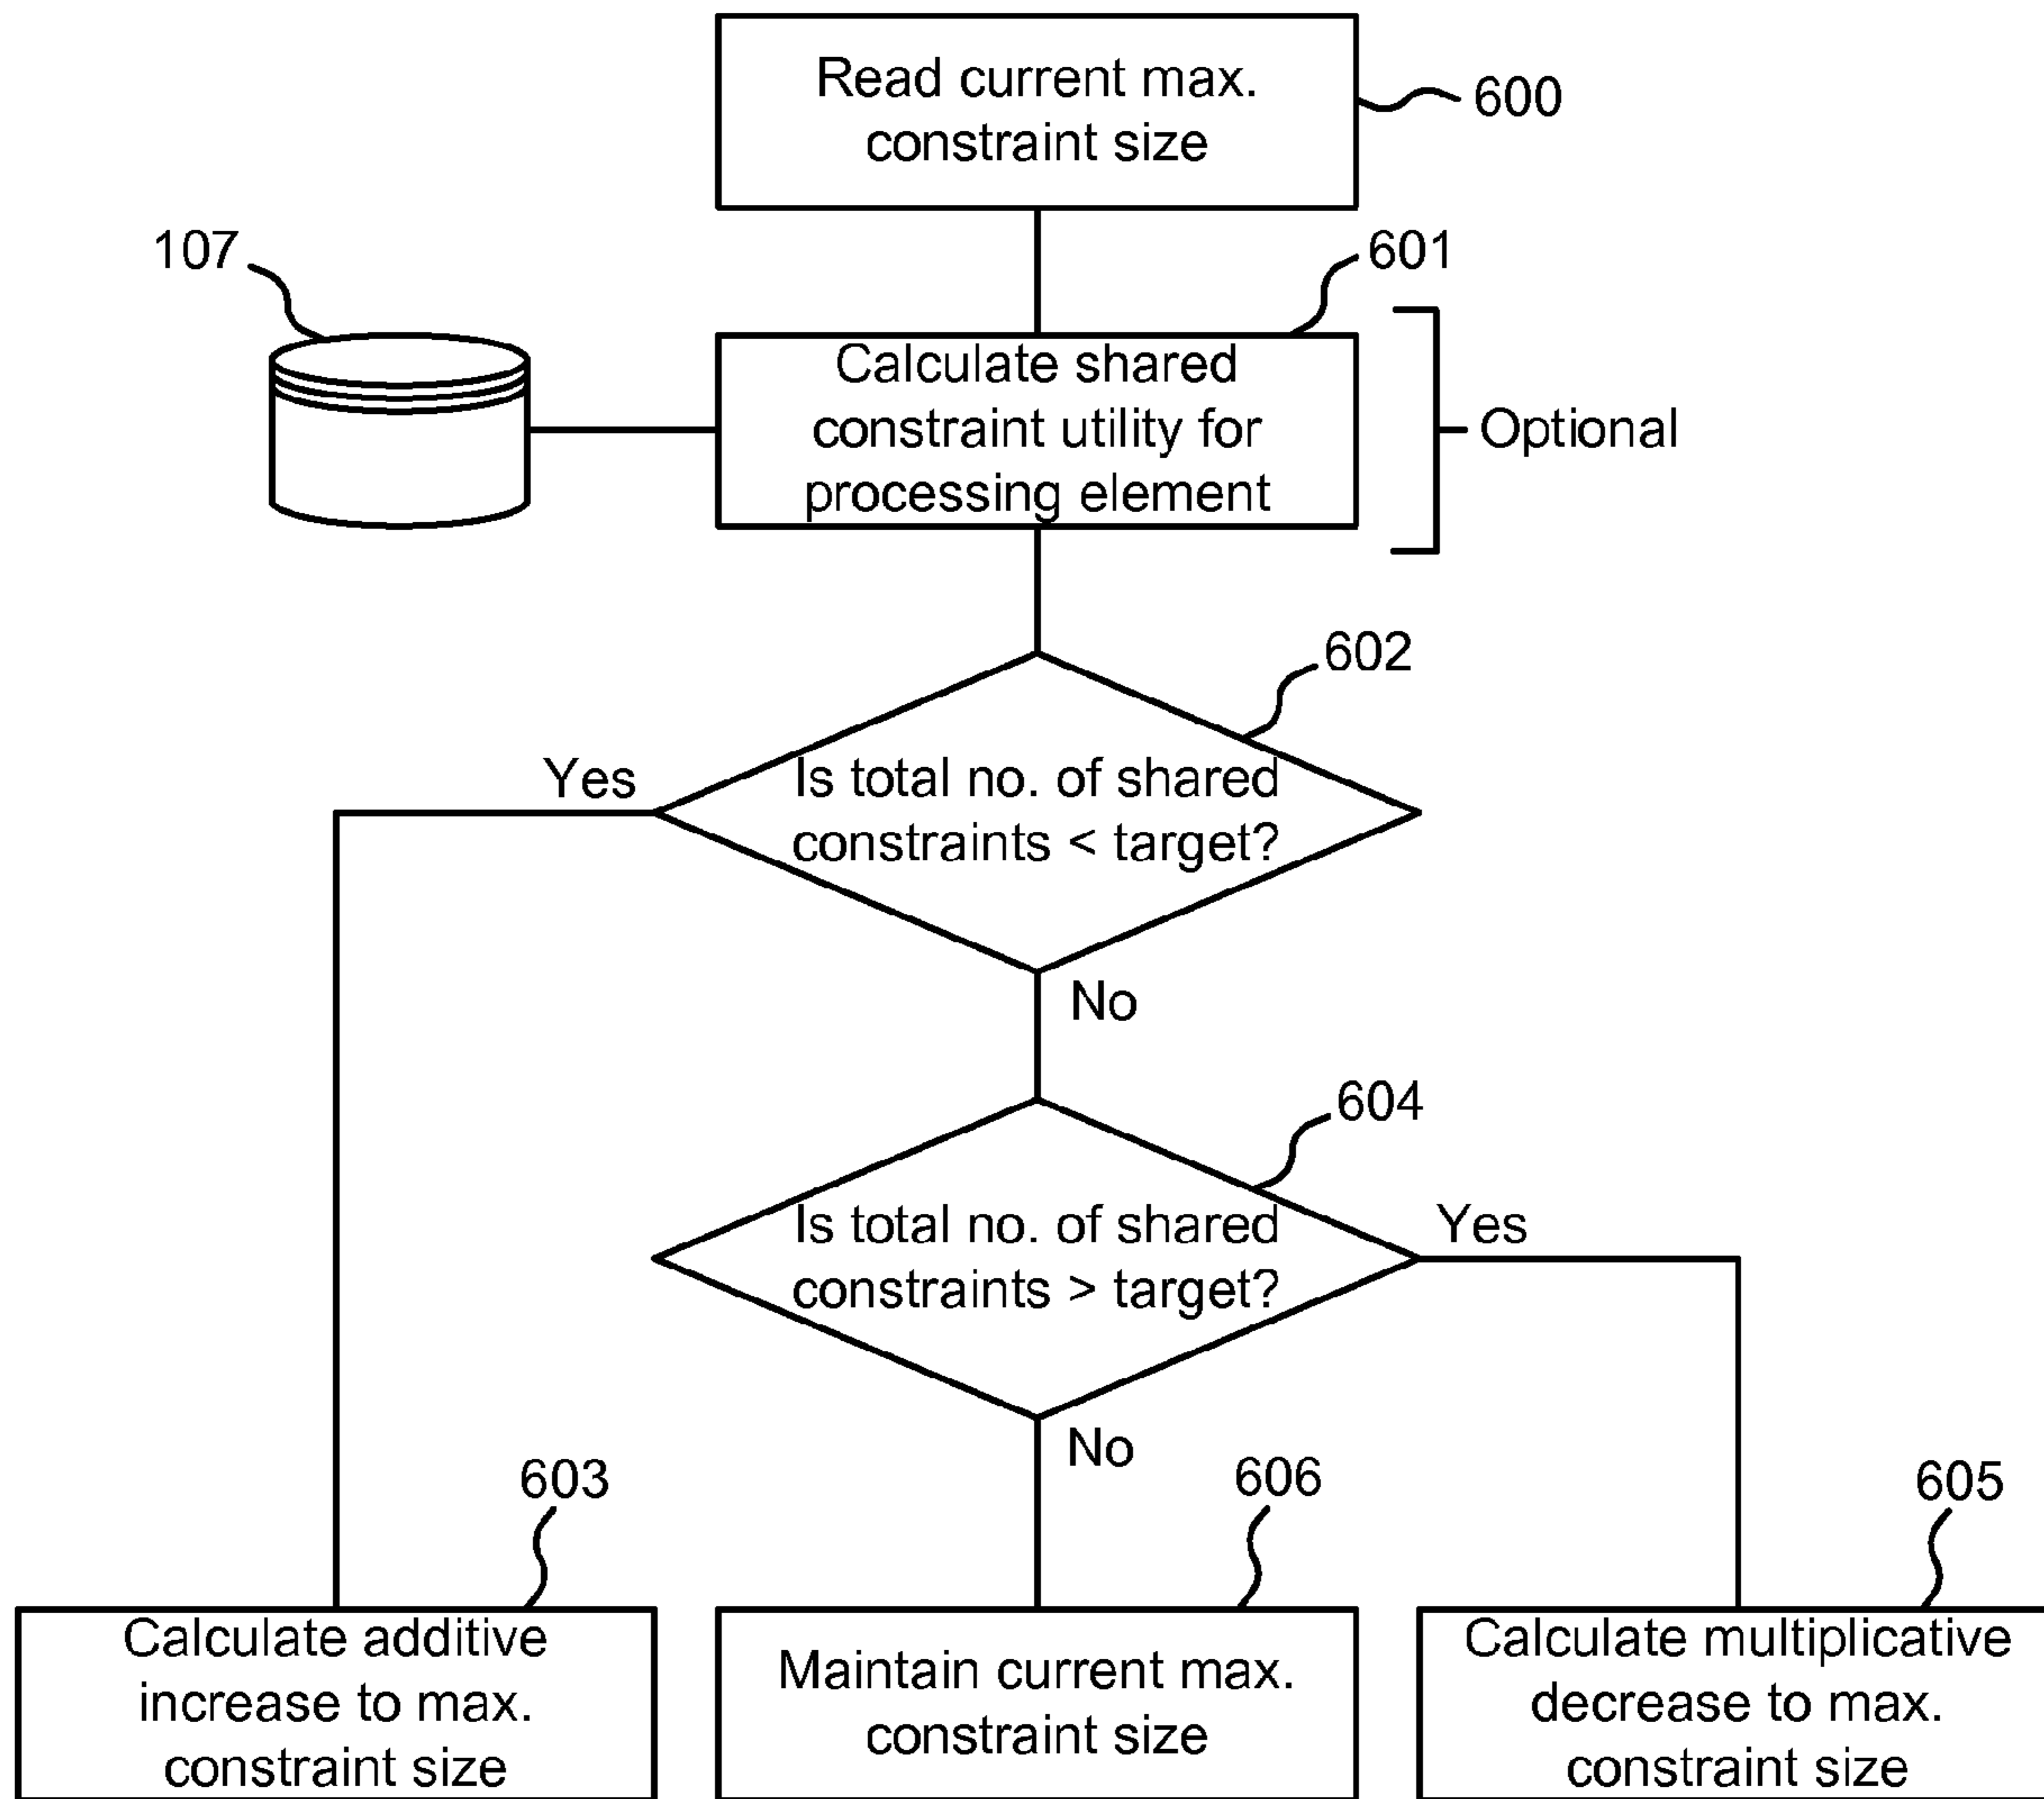 Read current max.
constraint size
600
107
601
Calculate shared
constraint utility for
processing element
Optional
602
Yes
Is total no. of shared
constraints < target?
No
604
Is total no. of shared
constraints > target?
Yes
No
603
606
605
Calculate additive
increase to max.
constraint size
Maintain current max.
constraint size
Calculate multiplicative
decrease to max.
constraint size